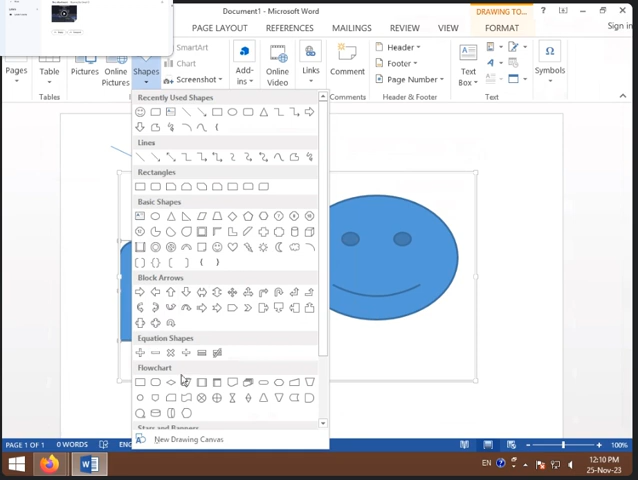 Document1 - Microsoft Word
DRAWING TO...
PAGE LAYOUT REFERENCES MAILINGS REVIEW VIEW FORMAT Sign in
Pages
Tables
Pictures
Online Pictures
Shapes
SmartArt
Chart
Screenshot
Add-ins
Online Video
Links
Comment
Header
Footer
Page Number
Text Box
Symbols
Comments Header & Footer Text
Recently Used Shapes
Lines
Rectangles
Basic Shapes
Block Arrows
Equation Shapes
Flowchart
Stars and Banners
New Drawing Canvas
PAGE 1 OF 1 0 WORDS 100%
EN 12:10 PM
25-Nov-23